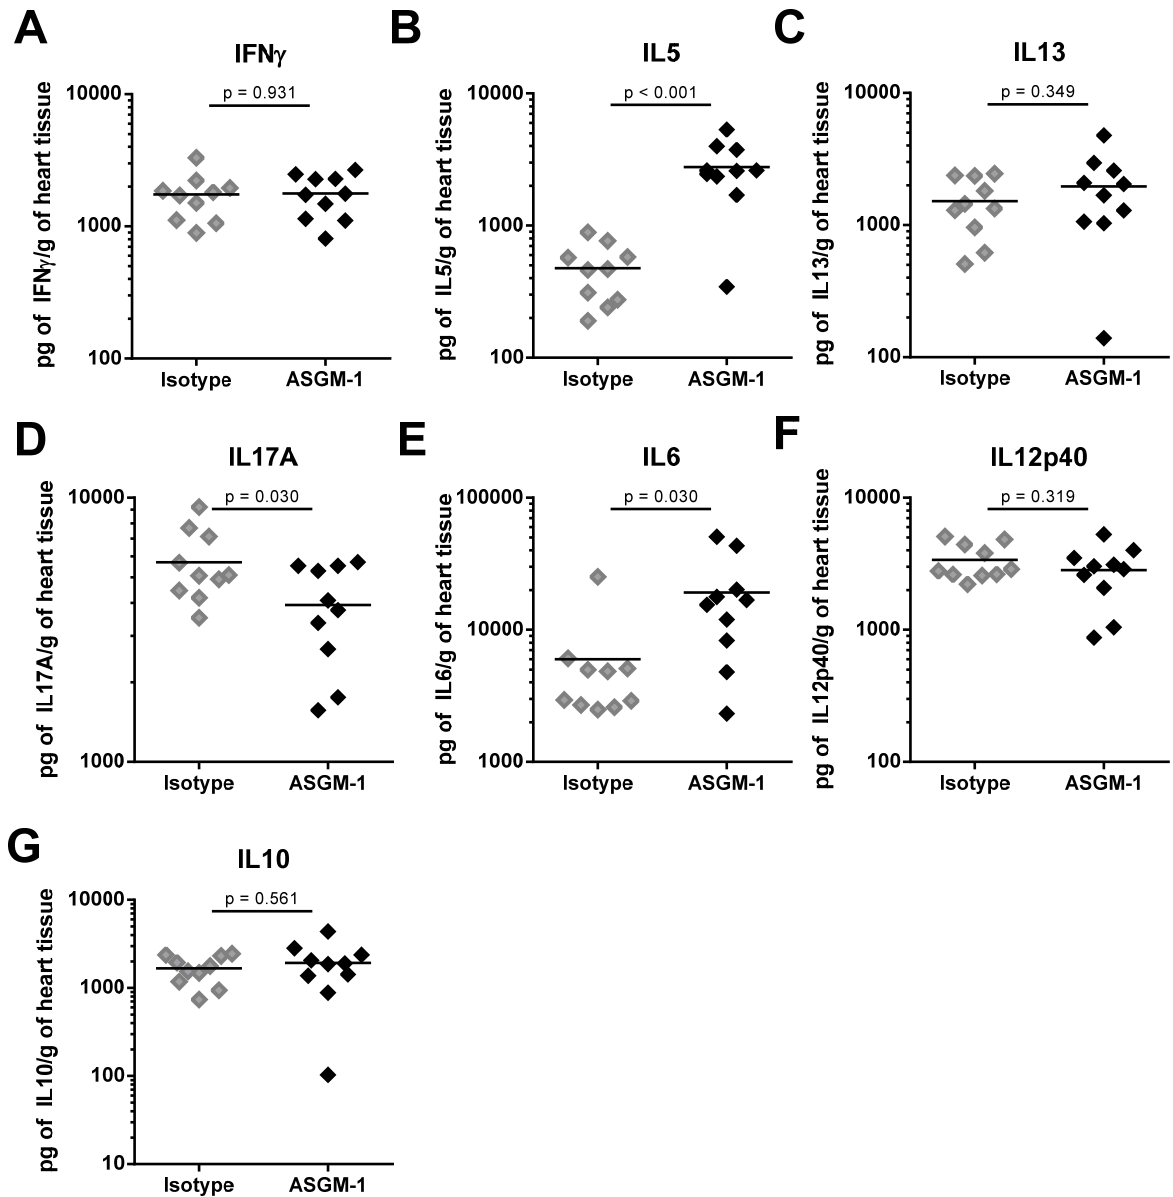 A
IFNγ
pg of IFNγ/g of heart tissue
10000
1000
100
p = 0.931
Isotype
ASGM-1
B
IL5
pg of IL5/g of heart tissue
10000
1000
100
p < 0.001
Isotype
ASGM-1
C
IL13
pg of IL13/g of heart tissue
10000
1000
100
p = 0.349
Isotype
ASGM-1
D
IL17A
pg of IL17A/g of heart tissue
10000
1000
p = 0.030
Isotype
ASGM-1
E
IL6
pg of IL6/g of heart tissue
100000
10000
1000
p = 0.030
Isotype
ASGM-1
F
IL12p40
pg of IL12p40/g of heart tissue
10000
1000
100
p = 0.319
Isotype
ASGM-1
G
IL10
pg of IL10/g of heart tissue
10000
1000
100
10
p = 0.561
Isotype
ASGM-1